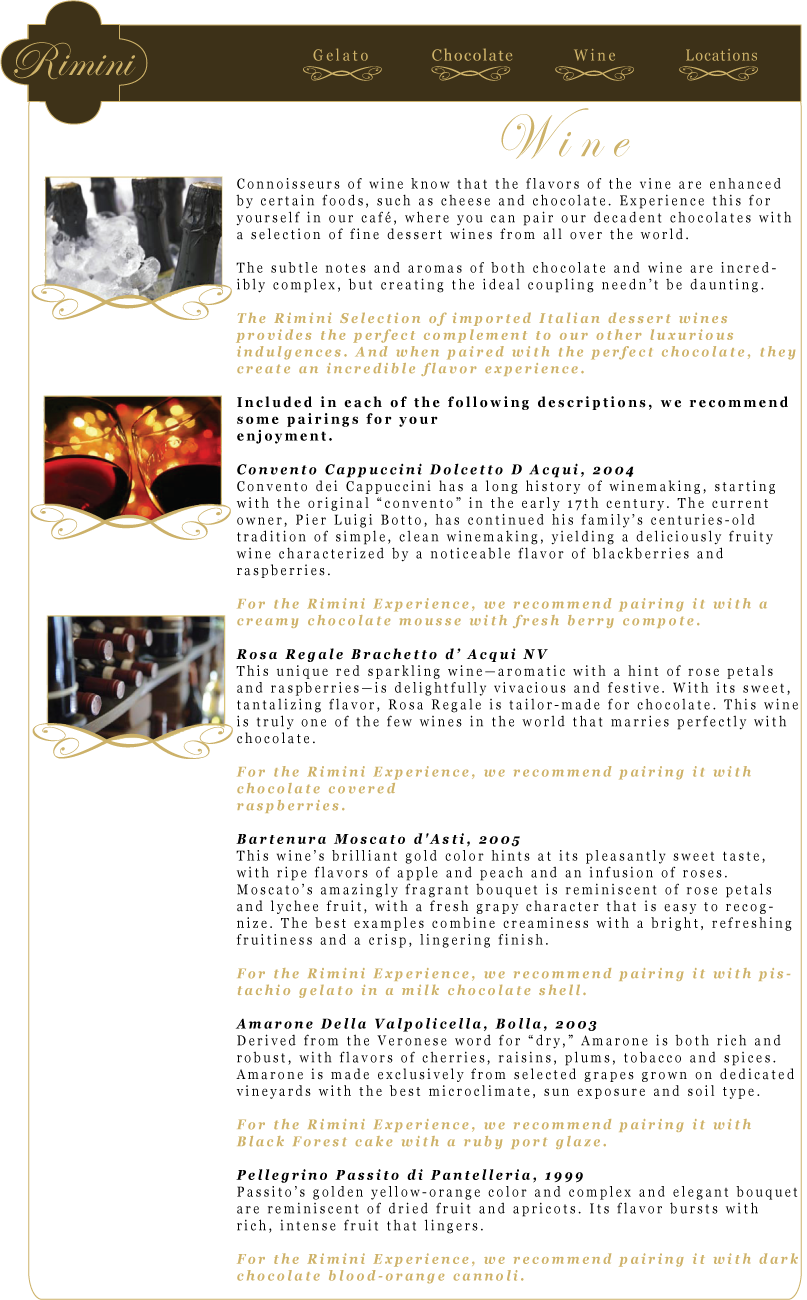 Rimini
Gelato
Chocolate
Wine
Locations
Wine
Connoisseurs of wine know that the flavors of the vine are enhanced
by certain foods, such as cheese and chocolate. Experience this for
yourself in our café, where you can pair our decadent chocolates with
a selection of fine dessert wines from all over the world.
The subtle notes and aromas of both chocolate and wine are incred-
ibly complex, but creating the ideal coupling needn’t be daunting.
The Rimini Selection of imported Italian dessert wines
provides the perfect complement to our other luxurious
indulgences. And when paired with the perfect chocolate, they
create an incredible flavor experience.
Included in each of the following descriptions, we recommend
some pairings for your
enjoyment.
Convento Cappuccini Dolcetto D Acqui, 2004
Convento dei Cappuccini has a long history of winemaking, starting
with the original “convento” in the early 17th century. The current
owner, Pier Luigi Botto, has continued his family’s centuries-old
tradition of simple, clean winemaking, yielding a deliciously fruity
wine characterized by a noticeable flavor of blackberries and
raspberries.
For the Rimini Experience, we recommend pairing it with a
creamy chocolate mousse with fresh berry compote.
Rosa Regale Brachetto d’ Acqui NV
This unique red sparkling wine—aromatic with a hint of rose petals
and raspberries—is delightfully vivacious and festive. With its sweet,
tantalizing flavor, Rosa Regale is tailor-made for chocolate. This wine
is truly one of the few wines in the world that marries perfectly with
chocolate.
For the Rimini Experience, we recommend pairing it with
chocolate covered
raspberries.
Bartenura Moscato d'Asti, 2005
This wine’s brilliant gold color hints at its pleasantly sweet taste,
with ripe flavors of apple and peach and an infusion of roses.
Moscato’s amazingly fragrant bouquet is reminiscent of rose petals
and lychee fruit, with a fresh grapy character that is easy to recog-
nize. The best examples combine creaminess with a bright, refreshing
fruitiness and a crisp, lingering finish.
For the Rimini Experience, we recommend pairing it with pis-
tachio gelato in a milk chocolate shell.
Amarone Della Valpolicella, Bolla, 2003
Derived from the Veronese word for “dry,” Amarone is both rich and
robust, with flavors of cherries, raisins, plums, tobacco and spices.
Amarone is made exclusively from selected grapes grown on dedicated
vineyards with the best microclimate, sun exposure and soil type.
For the Rimini Experience, we recommend pairing it with
Black Forest cake with a ruby port glaze.
Pellegrino Passito di Pantelleria, 1999
Passito’s golden yellow-orange color and complex and elegant bouquet
are reminiscent of dried fruit and apricots. Its flavor bursts with
rich, intense fruit that lingers.
For the Rimini Experience, we recommend pairing it with dark
chocolate blood-orange cannoli.